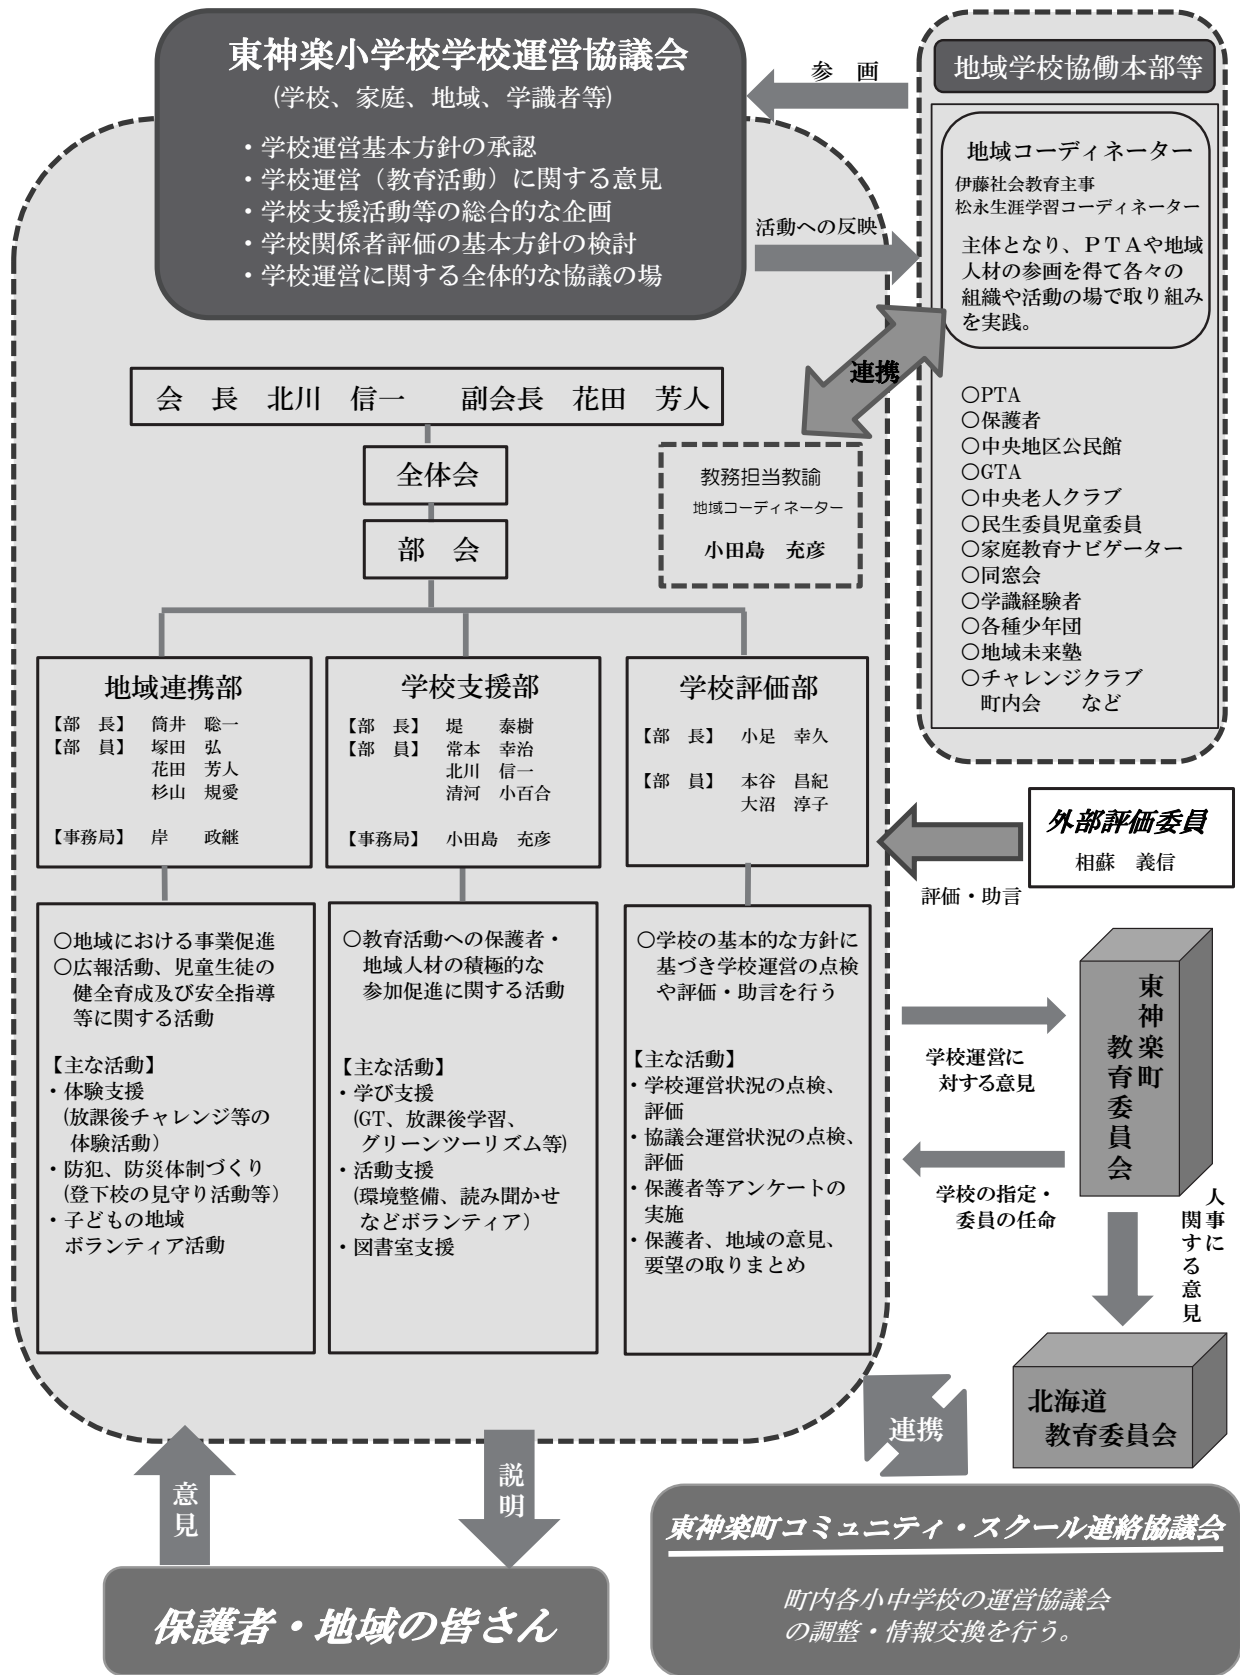 東神楽小学校学校運営協議会
(学校、家庭、地域、学識者等)
・学校運営基本方針の承認
・学校運営（教育活動）に関する意見
・学校支援活動等の総合的な企画
・学校関係者評価の基本方針の検討
・学校運営に関する全体的な協議の場
参　画
活動への反映
地域学校協働本部等
地域コーディネーター
伊藤社会教育主事
松永生涯学習コーディネーター
主体となり、ＰＴＡや地域
人材の参画を得て各々の
組織や活動の場で取り組み
を実践。
○PTA
○保護者
○中央地区公民館
○GTA
○中央老人クラブ
○民生委員児童委員
○家庭教育ナビゲーター
○同窓会
○学識経験者
○各種少年団
○地域未来塾
○チャレンジクラブ
町内会　　など
連携
会　長　北川　信一　　副会長　花田　芳人
全体会
部　会
教務担当教諭
地域コーディネーター
小田島　充彦
地域連携部
【部　長】　筒井　聡一
【部　員】　塚田　弘
花田　芳人
杉山　規愛
【事務局】　岸　　政継
学校支援部
【部　長】　堤　　泰樹
【部　員】　常本　幸治
北川　信一
清河　小百合
【事務局】　小田島　充彦
学校評価部
【部　長】　小足　幸久
【部　員】　本谷　昌紀
大沼　淳子
外部評価委員
相蘇　義信
評価・助言
○地域における事業促進
○広報活動、児童生徒の
健全育成及び安全指導
等に関する活動
【主な活動】
・体験支援
(放課後チャレンジ等の
体験活動）
・防犯、防災体制づくり
(登下校の見守り活動等）
・子どもの地域
ボランティア活動
○教育活動への保護者・
地域人材の積極的な
参加促進に関する活動
【主な活動】
・学び支援
(GT、放課後学習、
グリーンツーリズム等)
・活動支援
(環境整備、読み聞かせ
などボランティア）
・図書室支援
○学校の基本的な方針に
基づき学校運営の点検
や評価・助言を行う
【主な活動】
・学校運営状況の点検、
評価
・協議会運営状況の点検、
評価
・保護者等アンケートの
実施
・保護者、地域の意見、
要望の取りまとめ
学校運営に
対する意見
学校の指定・
委員の任命
東神楽町
教育委員会
人事に
関する意見
北海道
教育委員会
連携
意見
説明
保護者・地域の皆さん
東神楽町コミュニティ・スクール連絡協議会
町内各小中学校の運営協議会
の調整・情報交換を行う。